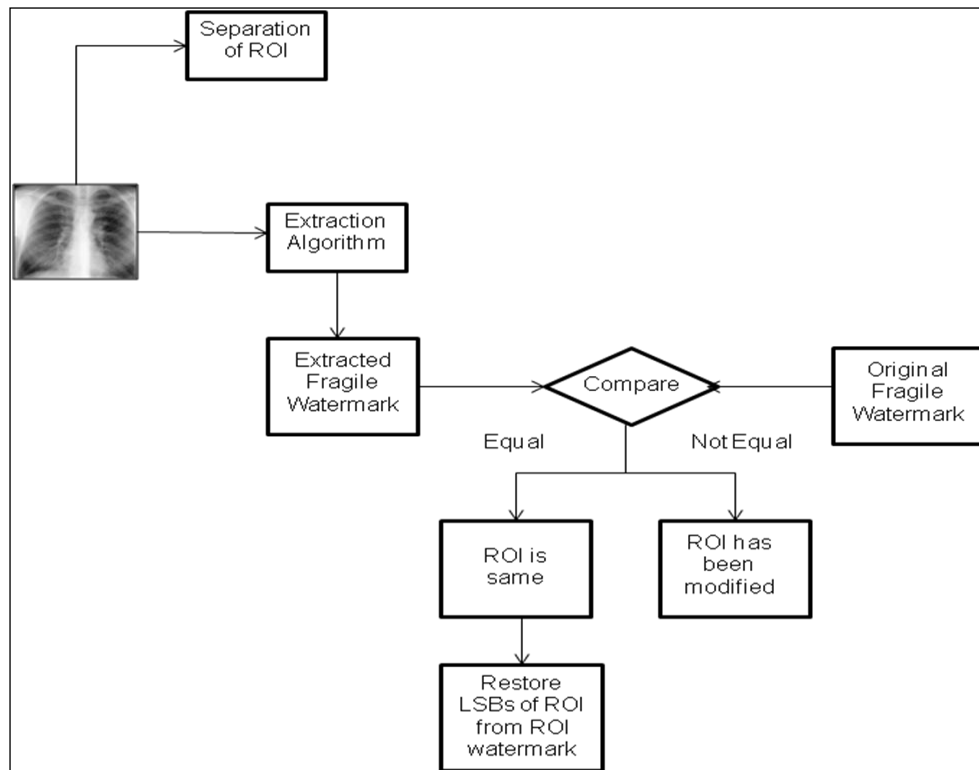 Separation
of ROI
Extraction
Algorithm
Extracted
Fragile
Watermark
Compare
Original
Fragile
Watermark
Equal
Not Equal
ROI is
same
ROI has
been
modified
Restore
LSBs of ROI
from ROI
watermark